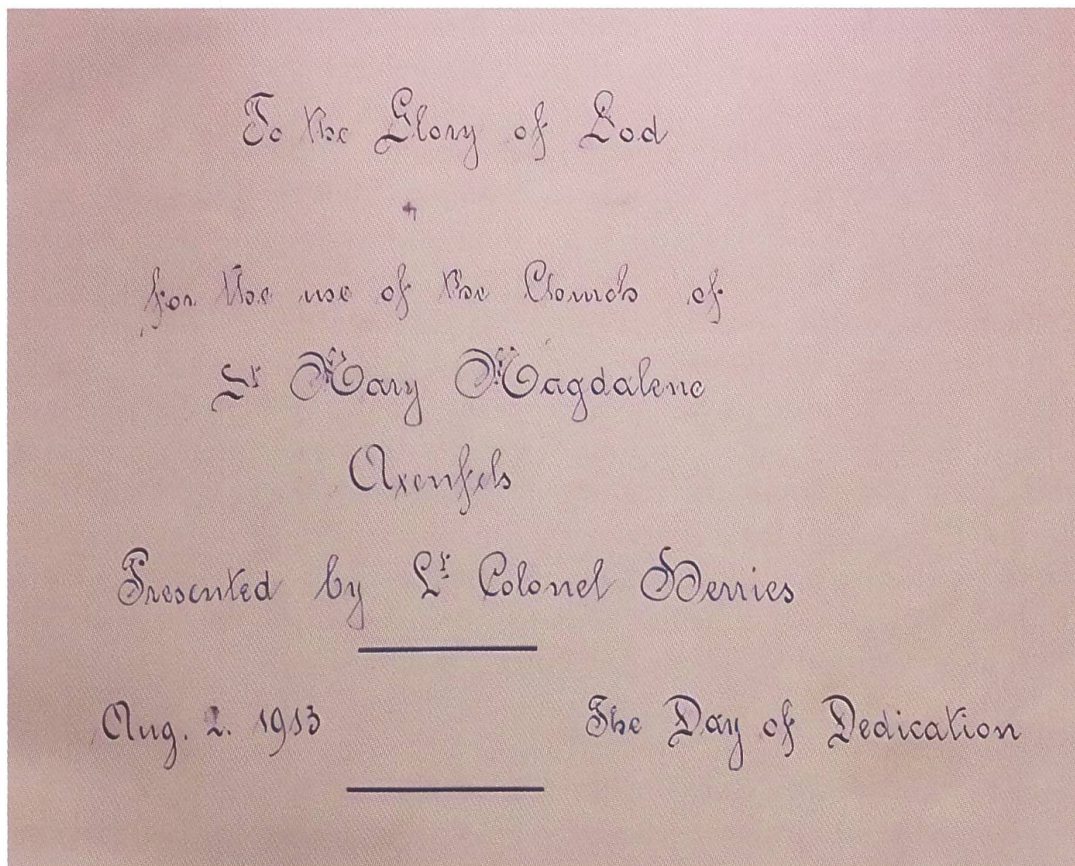 To the Glory of God
+
for the use of the Church of
St Mary Magdalene
Axenfels
Presented by Lt Colonel Herries
Aug. 2. 1913
The Day of Dedication